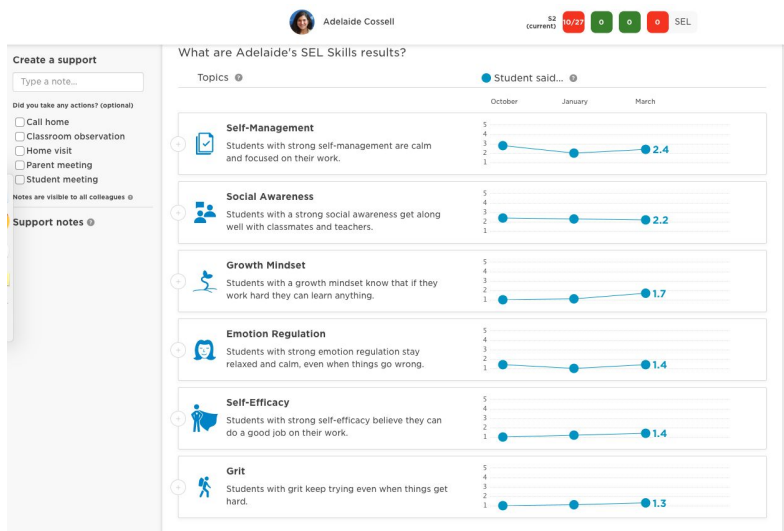 Adelaide Cossell
S2
(current)
10/27
0
0
0
SEL
Create a support
Type a note...
Did you take any actions? (optional)
Call home
Classroom observation
Home visit
Parent meeting
Student meeting
Notes are visible to all colleagues
Support notes
What are Adelaide's SEL Skills results?
Topics
Student said...
October
January
March
Self-Management
Students with strong self-management are calm
and focused on their work.
5
4
3
2
1
2.4
Social Awareness
Students with a strong social awareness get along
well with classmates and teachers.
5
4
3
2
1
2.2
Growth Mindset
Students with a growth mindset know that if they
work hard they can learn anything.
5
4
3
2
1
1.7
Emotion Regulation
Students with strong emotion regulation stay
relaxed and calm, even when things go wrong.
5
4
3
2
1
1.4
Self-Efficacy
Students with strong self-efficacy believe they can
do a good job on their work.
5
4
3
2
1
1.4
Grit
Students with grit keep trying even when things get
hard.
5
4
3
2
1
1.3